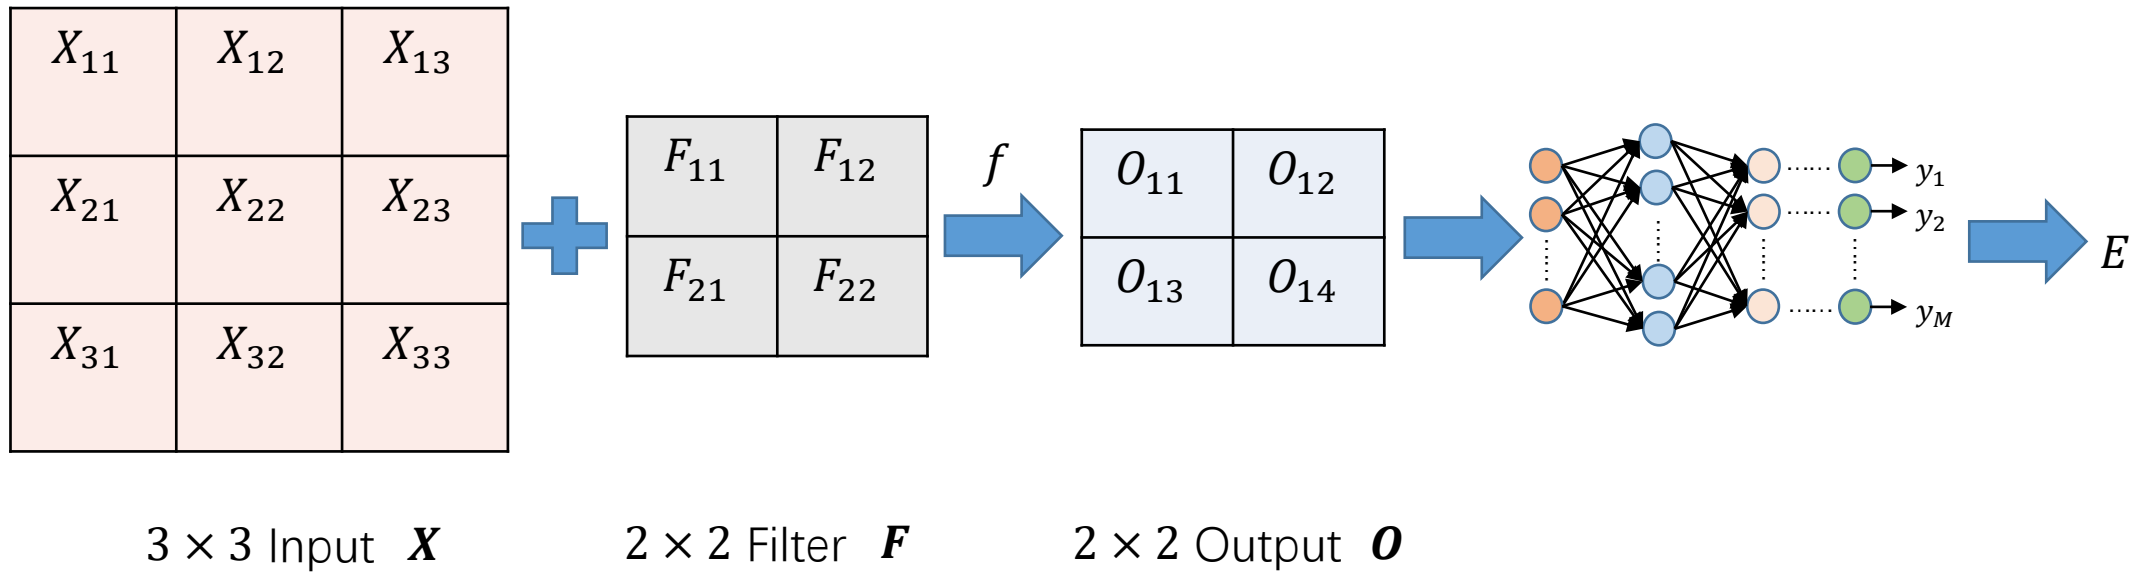 X₁₁ X₁₂ X₁₃
X₂₁ X₂₂ X₂₃
X₃₁ X₃₂ X₃₃
F₁₁ F₁₂
F₂₁ F₂₂
f
O₁₁ O₁₂
O₁₃ O₁₄
...... y₁
...... y₂
...... y_M
E
3 × 3 Input X
2 × 2 Filter F
2 × 2 Output O